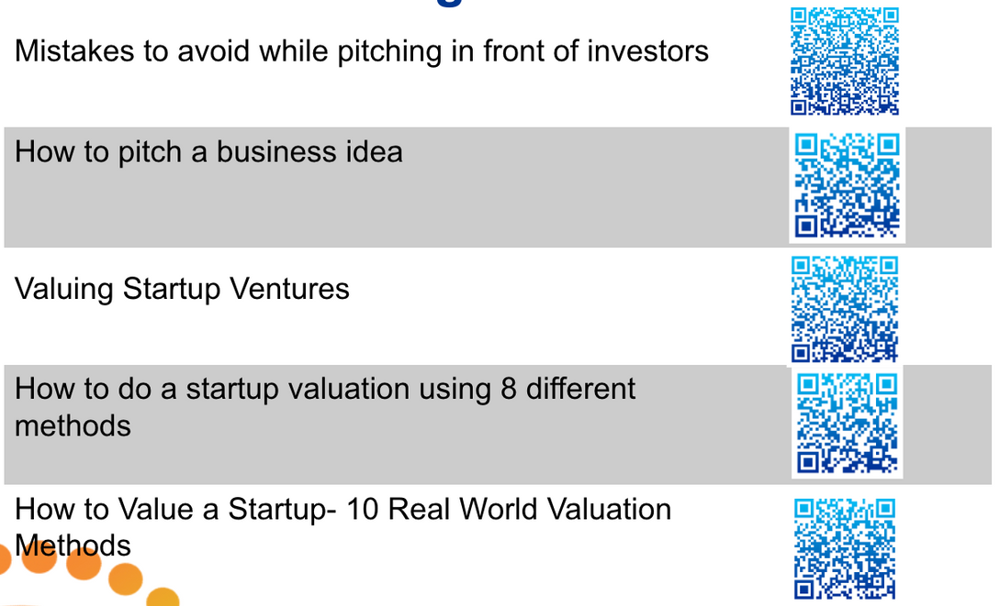 Mistakes to avoid while pitching in front of investors
How to pitch a business idea
Valuing Startup Ventures
How to do a startup valuation using 8 different
methods
How to Value a Startup- 10 Real World Valuation
Methods